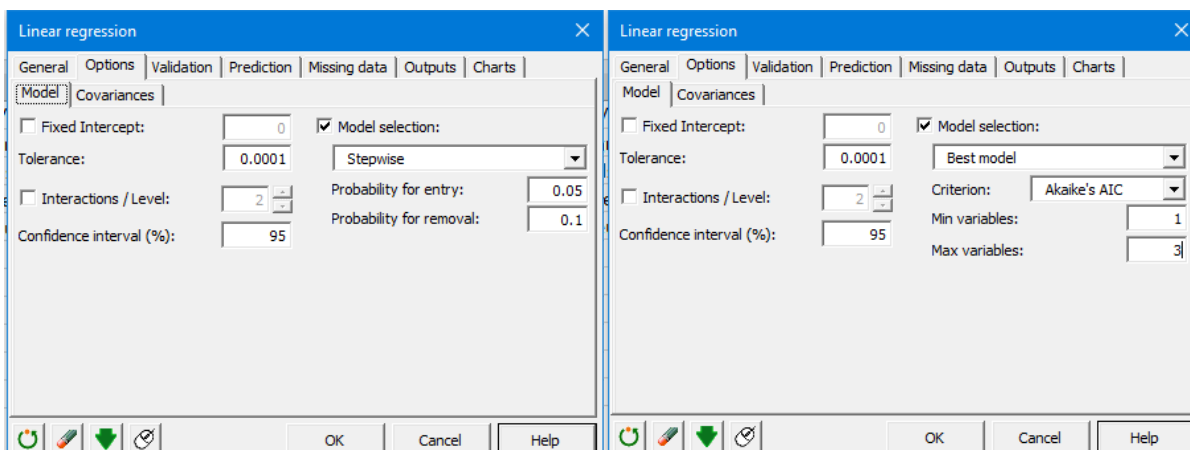 Linear regression
General Options Validation Prediction Missing data Outputs Charts
Model Covariances
Fixed Intercept: 0 Model selection:
Tolerance: 0.0001 Stepwise
Interactions / Level: 2 Probability for entry: 0.05
Probability for removal: 0.1
Confidence interval (%): 95
OK Cancel Help
Linear regression
General Options Validation Prediction Missing data Outputs Charts
Model Covariances
Fixed Intercept: 0 Model selection:
Tolerance: 0.0001 Best model
Interactions / Level: 2 Criterion: Akaike's AIC
Min variables: 1
Confidence interval (%): 95
Max variables: 3
OK Cancel Help